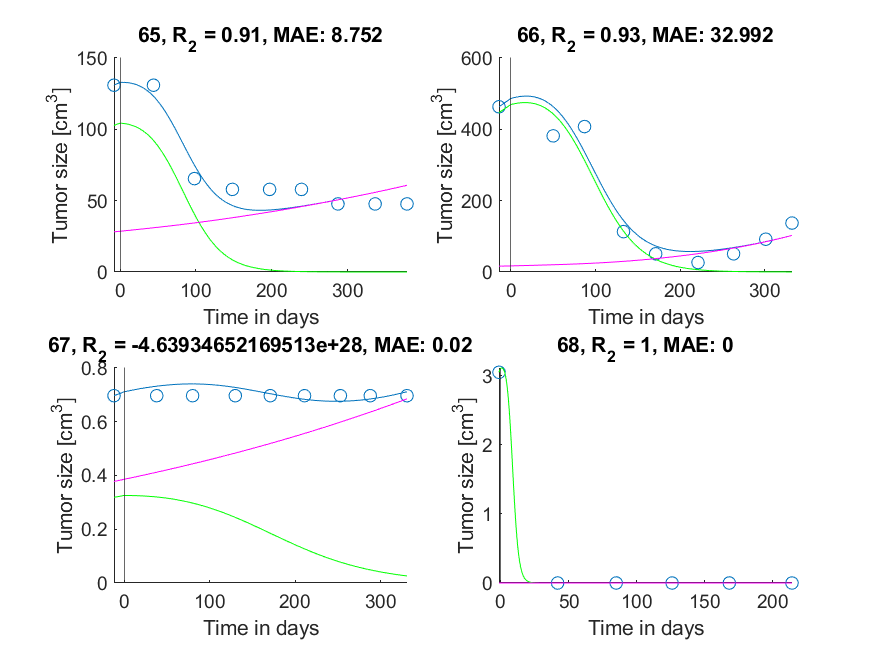 65, R2 = 0.91, MAE: 8.752
150
100
50
0
Tumor size [cm3]
0 100 200 300
Time in days
66, R2 = 0.93, MAE: 32.992
600
400
200
0
Tumor size [cm3]
0 100 200 300
Time in days
67, R2 = -4.63934652169513e+28, MAE: 0.02
0.8
0.6
0.4
0.2
0
Tumor size [cm3]
0 100 200 300
Time in days
68, R2 = 1, MAE: 0
3
2
1
0
Tumor size [cm3]
0 50 100 150 200
Time in days